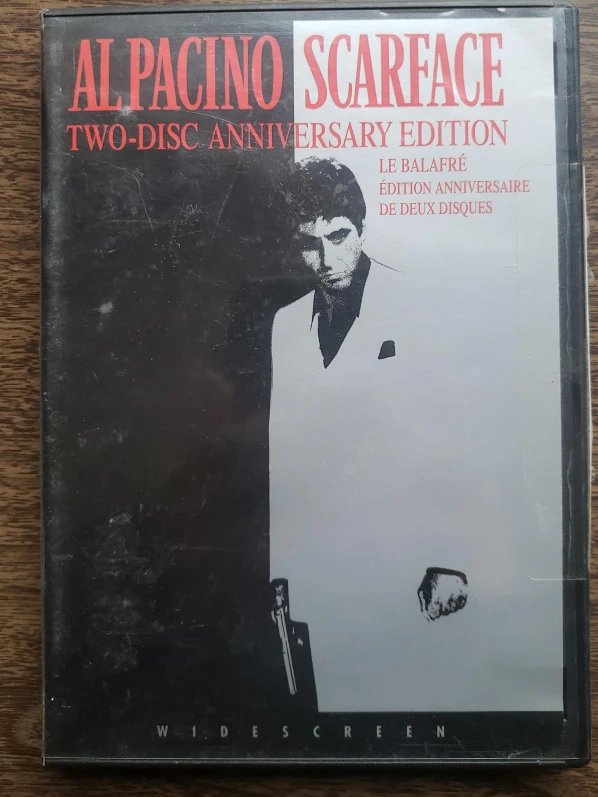 AL PACINO SCARFACE
TWO-DISC ANNIVERSARY EDITION
LE BALAFRÉ
ÉDITION ANNIVERSAIRE
DE DEUX DISQUES
WIDESCREEN